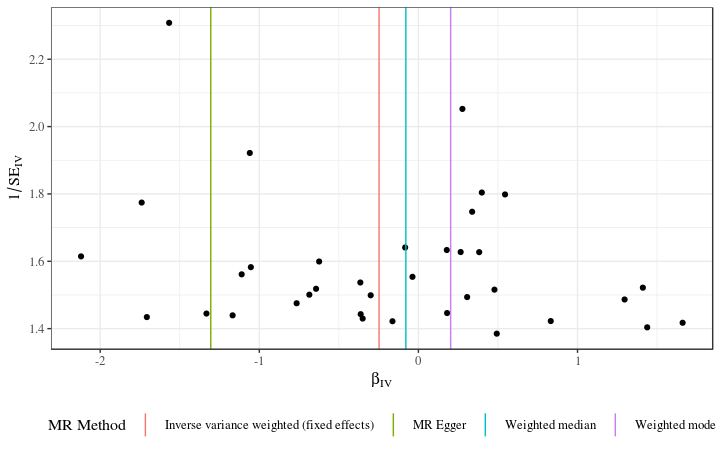 2.2
2.0
1.8
1.6
1.4
1/SE_IV
-2 -1 0 1
β_IV
MR Method Inverse variance weighted (fixed effects) MR Egger Weighted median Weighted mode